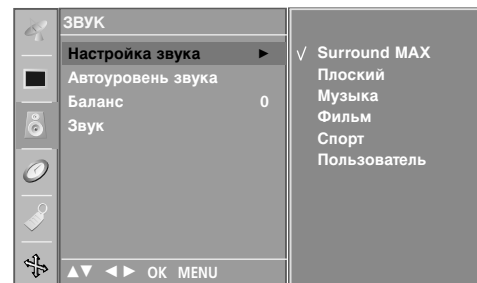 ЗВУК
Настройка звука ►
Автоуровень звука
Баланс 0
Звук
▲▼ ◄► OK MENU
√ Surround MAX
Плоский
Музыка
Фильм
Спорт
Пользователь